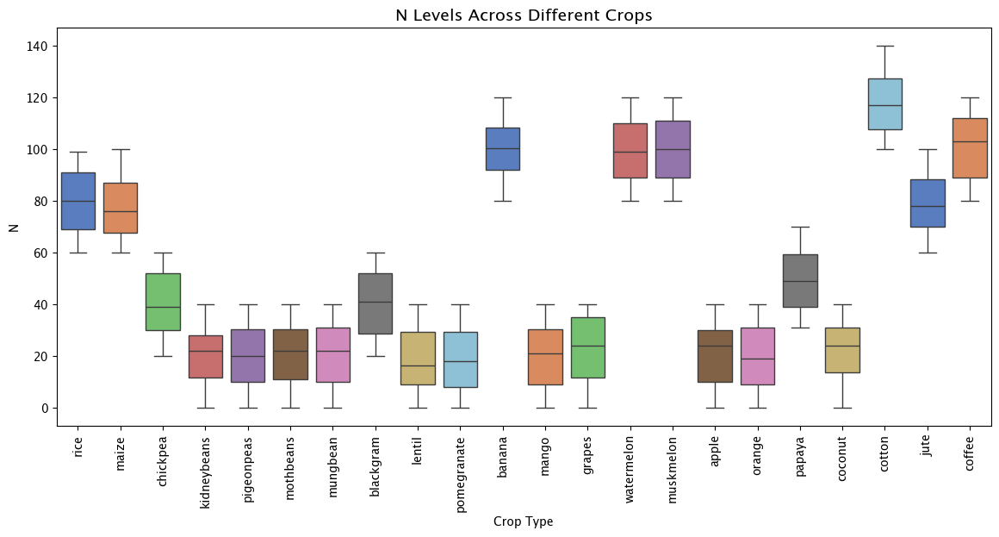 N Levels Across Different Crops
N
140
120
100
80
60
40
20
0
rice
maize
chickpea
kidneybeans
pigeonpeas
mothbeans
mungbean
blackgram
lentil
pomegranate
banana
mango
grapes
watermelon
muskmelon
apple
orange
papaya
coconut
cotton
jute
coffee
Crop Type